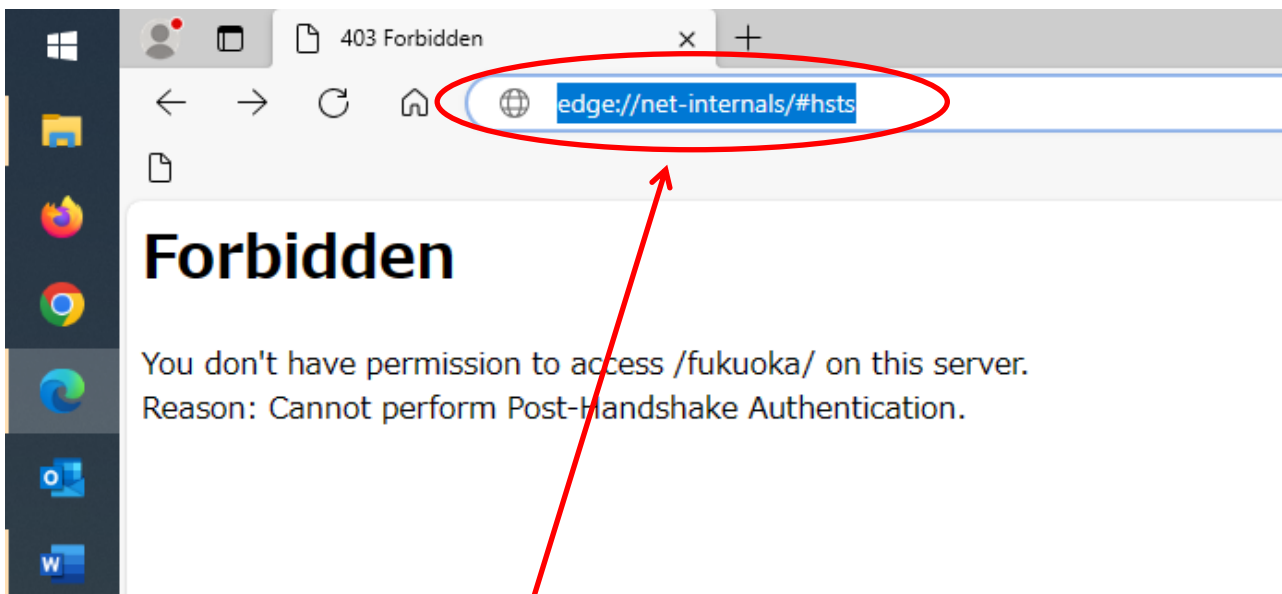 403 Forbidden
edge://net-internals/#hsts
Forbidden
You don't have permission to access /fukuoka/ on this server.
Reason: Cannot perform Post-Handshake Authentication.